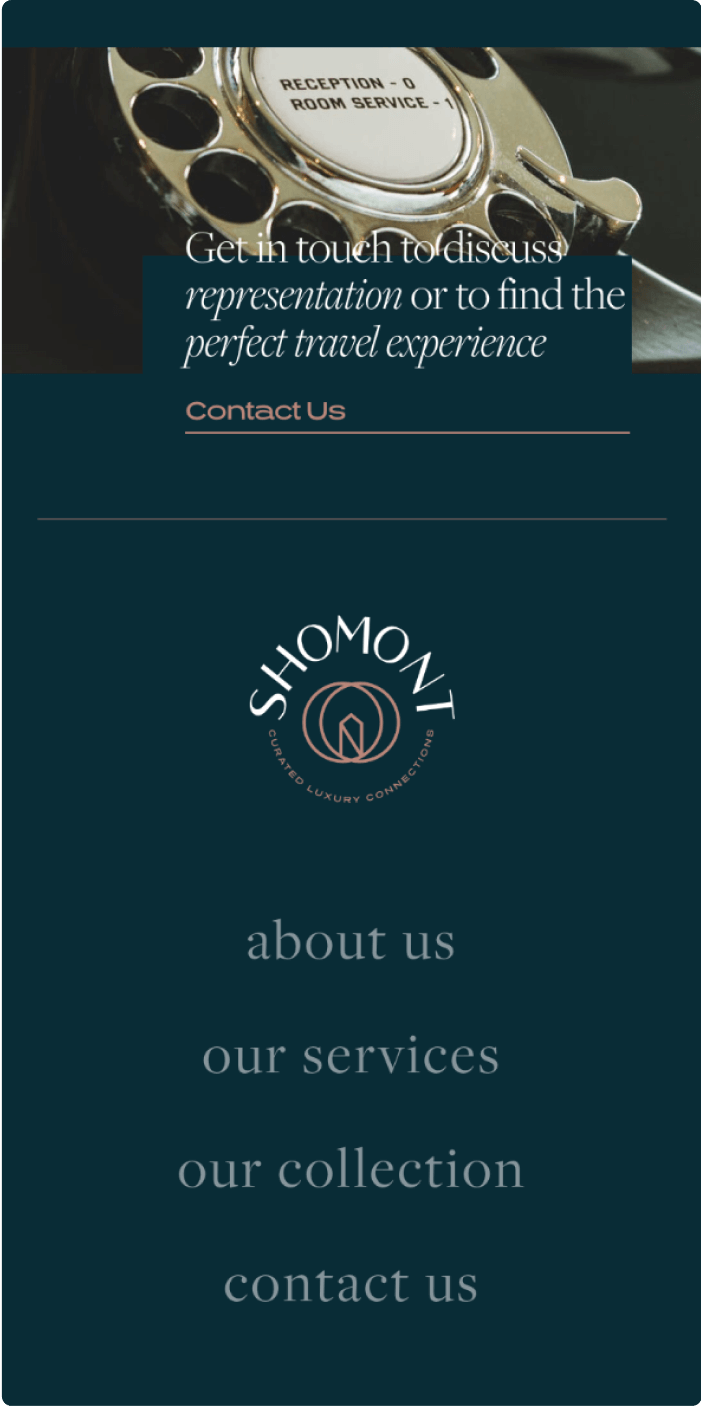 RECEPTION - 0
ROOM SERVICE - 1
Get in touch to discuss
representation or to find the
perfect travel experience
Contact Us
SHOMONT
CURATED LUXURY CONNECTIONS
about us
our services
our collection
contact us